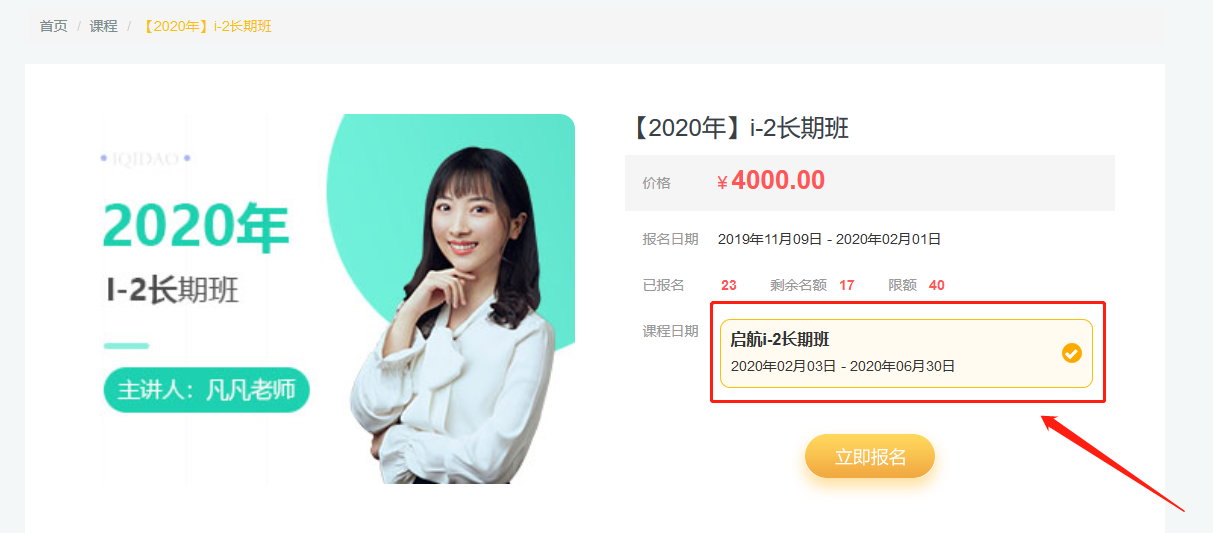 首页 / 课程 / 【2020年】i-2长期班
IQIDAO
2020年
I-2长期班
主讲人：凡凡老师
【2020年】i-2长期班
价格 ¥4000.00
报名日期 2019年11月09日 - 2020年02月01日
已报名 23 剩余名额 17 限额 40
课程日期
启航i-2长期班
2020年02月03日 - 2020年06月30日
立即报名